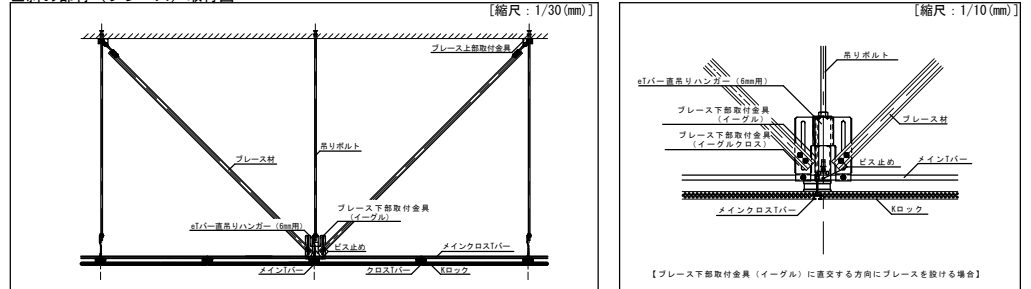 [縮尺：1/30(mm)]
ブレース上部取付金具
吊りボルト
ブレース材
ブレース下部取付金具
(イーグル)
eTバー直吊りハンガー (6mm用)
ビス止め
メインクロスTバー
メインTバー
クロスTバー
Kロック
[縮尺：1/10(mm)]
吊りボルト
eTバー直吊りハンガー (6mm用)
ブレース下部取付金具
(イーグル)
ブレース材
ブレース下部取付金具
(イーグルクロス)
ビス止め
メインTバー
メインクロスTバー
Kロック
【ブレース下部取付金具 (イーグル) に直交する方向にブレースを設ける場合】